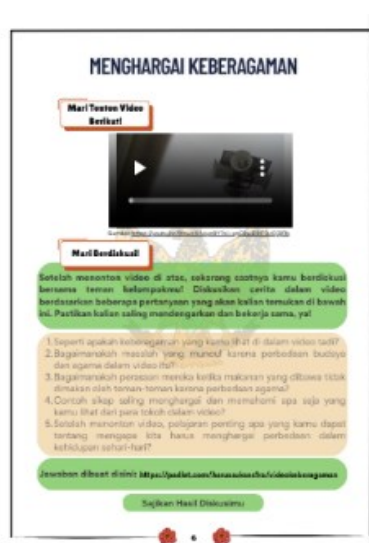 MENGHARGAI KEBERAGAMAN
Mari Tonton Video
Berikut!
Mari Berdiskusi!
Setelah menonton video di atas, sekarang saatnya kamu berdiskusi
bersama teman kelompokmu! Diskusikan cerita dalam video
berdasarkan beberapa pertanyaan yang akan kalian temukan di bawah
ini. Pastikan kalian saling mendengarkan dan bekerja sama, ya!
1. Seperti apakah keberagaman yang kamu lihat di dalam video tadi?
2. Bagaimanakah masalah yang muncul karena perbedaan budaya
dan agama dalam video itu?
3. Bagaimanakah perasaan mereka ketika makanan yang dibawa tidak
dimakan oleh teman-teman karena perbedaan agama?
4. Contoh sikap saling menghargai dan memahami apa saja yang
kamu lihat dari para tokoh dalam video?
5. Setelah menonton video, pelajaran penting apa yang kamu dapat
tentang mengapa kita harus menghargai perbedaan dalam
kehidupan sehari-hari?
Jawaban dibuat disini:
Sajikan Hasil Diskusimu
6